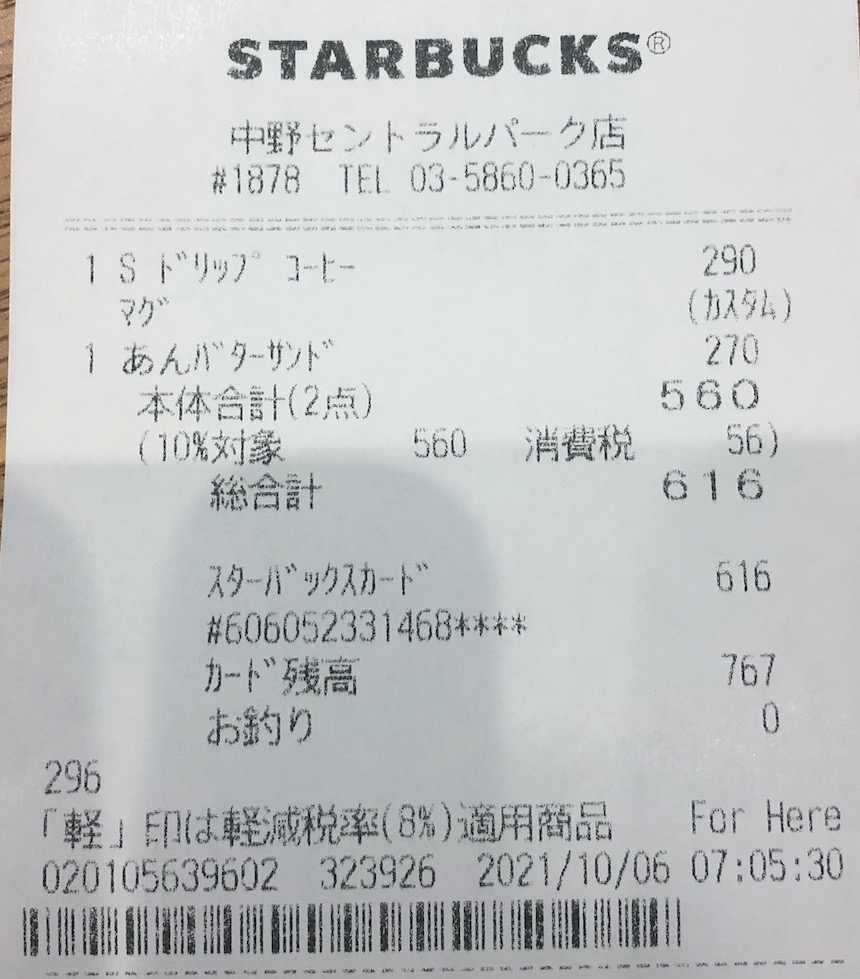 STARBUCKS®
中野セントラルパーク店
#1878 TEL 03-5860-0365
1 S ﾄﾞﾘｯﾌﾟ ｺｰﾋｰ 290
ﾏｸﾞ (ｶｽﾀﾑ)
1 あんﾊﾞﾀｰｻﾝﾄﾞ 270
本体合計(2点) 560
(10%対象 560 消費税 56)
総合計 616
ｽﾀｰﾊﾞｯｸｽｶｰﾄﾞ 616
#606052331468****
ｶｰﾄﾞ残高 767
お釣り 0
296
「軽」印は軽減税率(8%)適用商品 For Here
020105639602 323926 2021/10/06 07:05:30